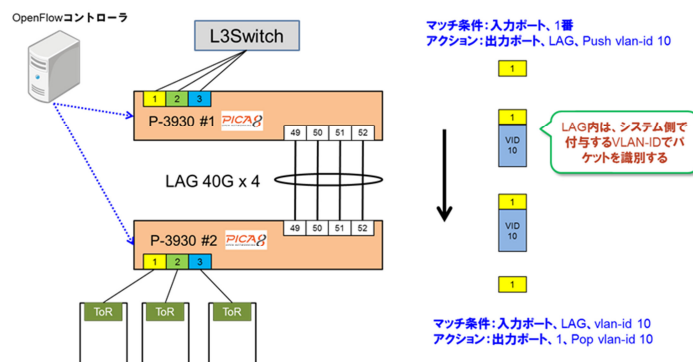 OpenFlowコントローラ
L3Switch
マッチ条件：入力ポート、1番
アクション：出力ポート、LAG、Push vlan-id 10
1
1 2 3
P-3930 #1 PICA8
49 50 51 52
1
VID
10
LAG内は、システム側で
付与するVLAN-IDでパ
ケットを識別する
LAG 40G x 4
1
VID
10
49 50 51 52
P-3930 #2 PICA8
1 2 3
1
ToR ToR ToR
マッチ条件：入力ポート、LAG、vlan-id 10
アクション：出力ポート、1、Pop vlan-id 10